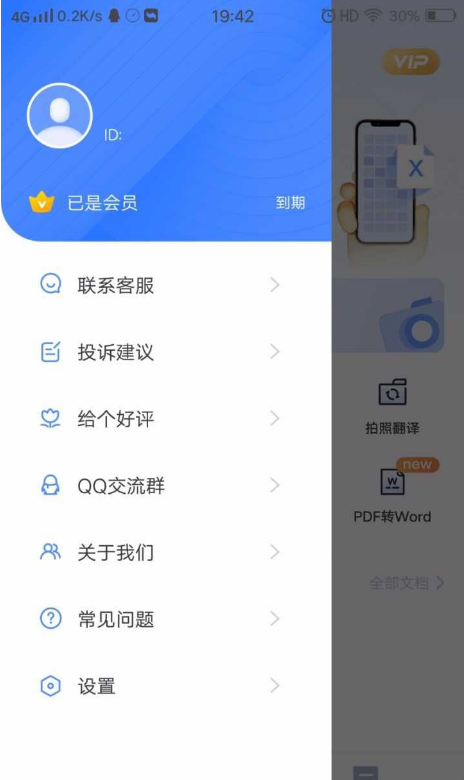 4G 0.2K/s 19:42 HD 30%
VIP
ID:
已是会员 到期
X
联系客服
投诉建议
给个好评
拍照翻译
new
W
QQ交流群
PDF转Word
关于我们
全部文档
常见问题
设置